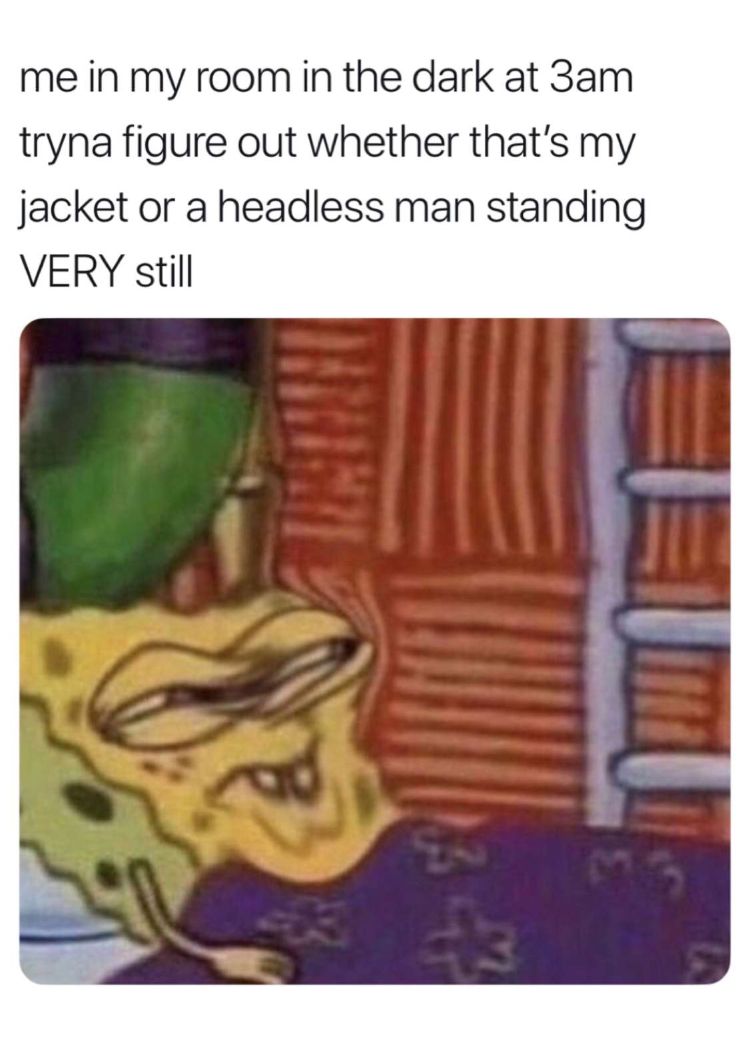 me in my room in the dark at 3am
tryna figure out whether that's my
jacket or a headless man standing
VERY still